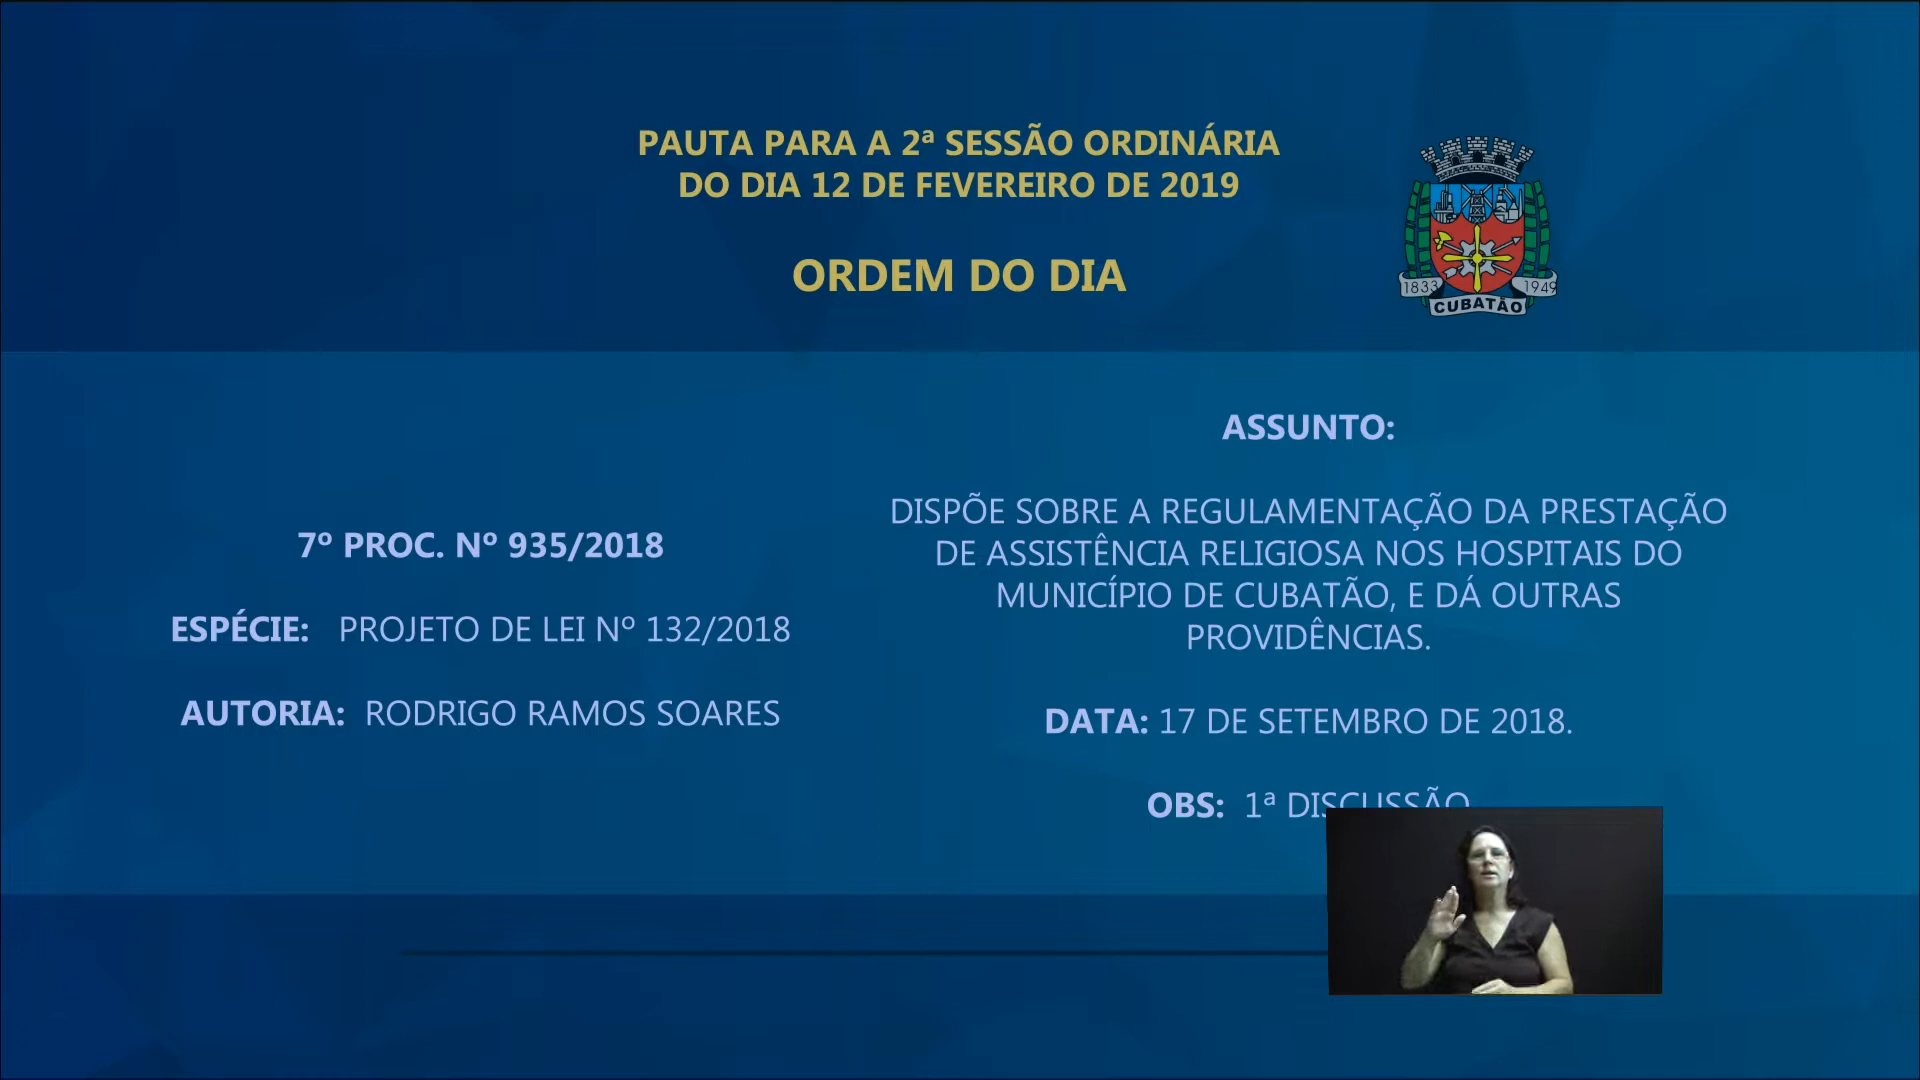 PAUTA PARA A 2ª SESSÃO ORDINÁRIA
DO DIA 12 DE FEVEREIRO DE 2019
ORDEM DO DIA
1833
1949
CUBATÃO
7º PROC. Nº 935/2018
ESPÉCIE: PROJETO DE LEI Nº 132/2018
AUTORIA: RODRIGO RAMOS SOARES
ASSUNTO:
DISPÕE SOBRE A REGULAMENTAÇÃO DA PRESTAÇÃO
DE ASSISTÊNCIA RELIGIOSA NOS HOSPITAIS DO
MUNICÍPIO DE CUBATÃO, E DÁ OUTRAS
PROVIDÊNCIAS.
DATA: 17 DE SETEMBRO DE 2018.
OBS: 1ª DISCUSSÃO